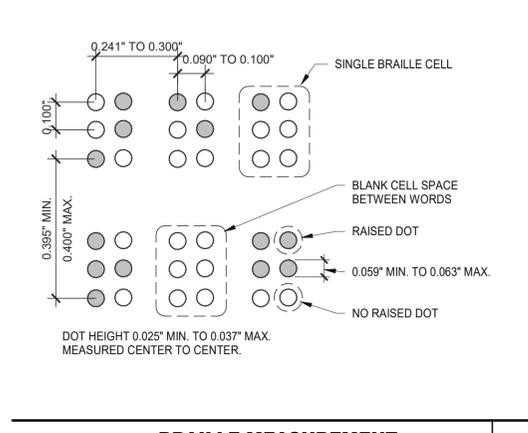 0.241" TO 0.300"
0.090" TO 0.100"
SINGLE BRAILLE CELL
0.100"
BLANK CELL SPACE
BETWEEN WORDS
0.395" MIN.
0.400" MAX.
RAISED DOT
0.059" MIN. TO 0.063" MAX.
NO RAISED DOT
DOT HEIGHT 0.025" MIN. TO 0.037" MAX.
MEASURED CENTER TO CENTER.
BRAILLE MEASUREMENT